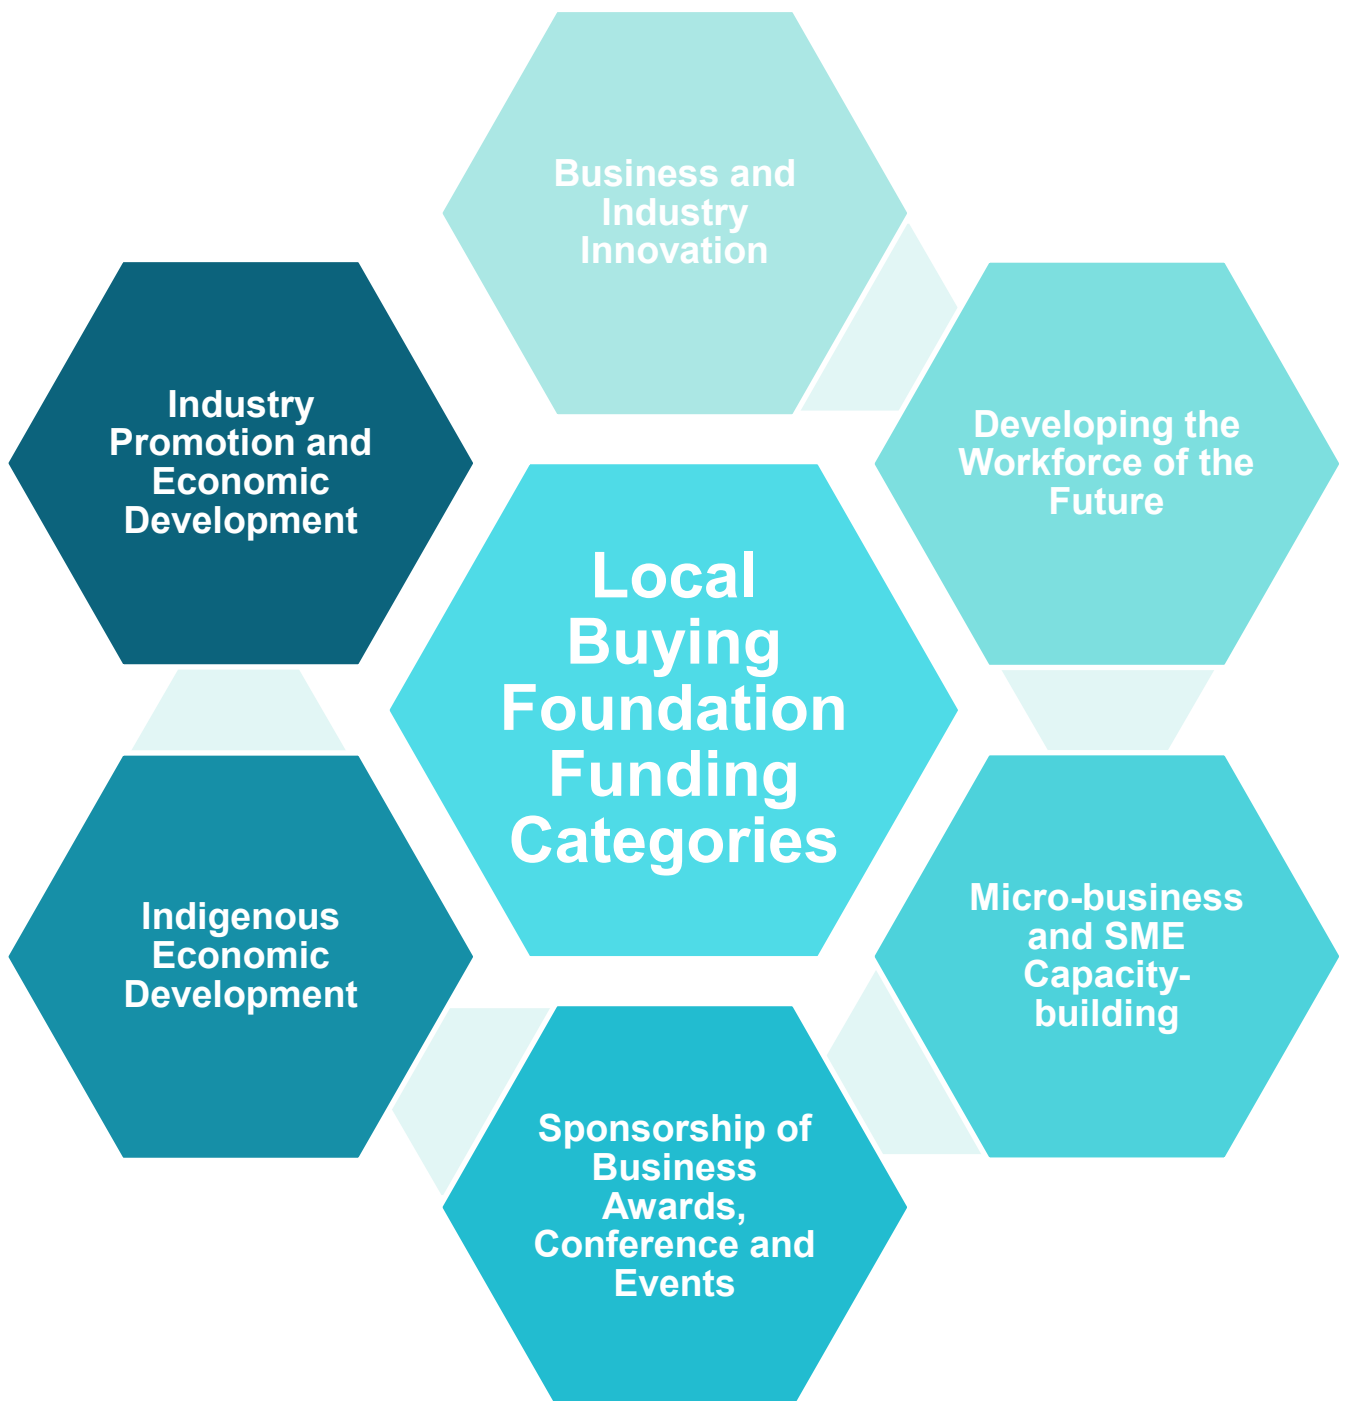 Business and
Industry
Innovation
Developing the
Workforce of the
Future
Micro-business
and SME
Capacity-
building
Sponsorship of
Business
Awards,
Conference and
Events
Indigenous
Economic
Development
Industry
Promotion and
Economic
Development
Local
Buying
Foundation
Funding
Categories